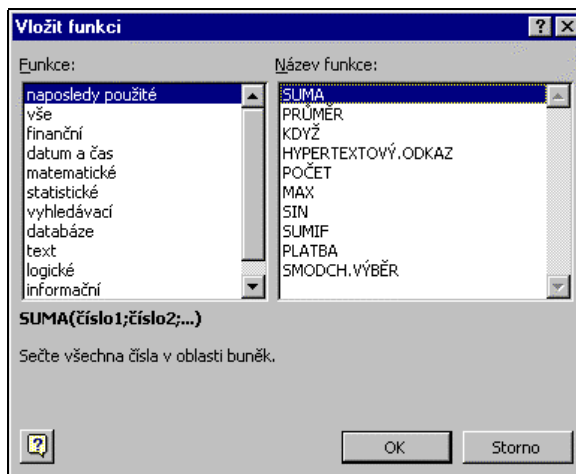 Vložit funkci
Funkce:
naposledy použité
vše
finanční
datum a čas
matematické
statistické
vyhledávací
databáze
text
logické
informační
Název funkce:
SUMA
PRŮMĚR
KDYŽ
HYPERTEXTOVÝ.ODKAZ
POČET
MAX
SIN
SUMIF
PLATBA
SMODCH.VÝBĚR
SUMA(číslo1;číslo2;...)
Sečte všechna čísla v oblasti buněk.
OK
Storno